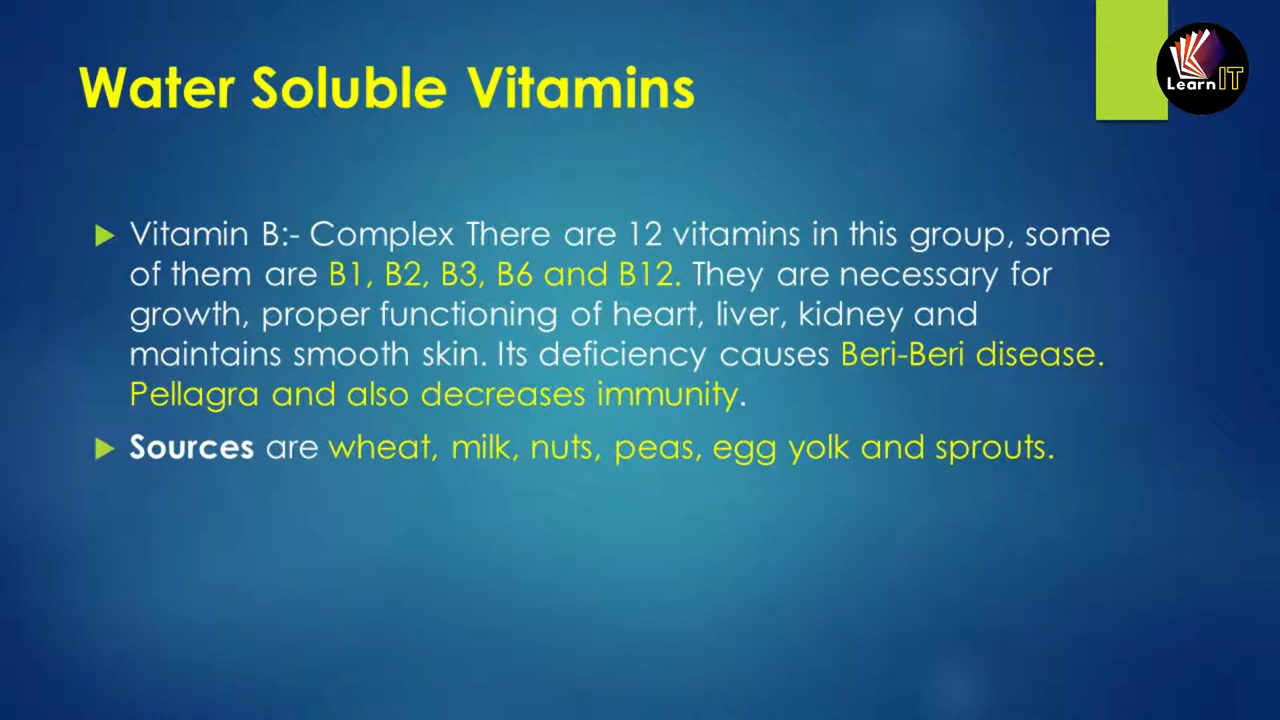 Water Soluble Vitamins
Learn IT
Vitamin B:- Complex There are 12 vitamins in this group, some
of them are B1, B2, B3, B6 and B12. They are necessary for
growth, proper functioning of heart, liver, kidney and
maintains smooth skin. Its deficiency causes Beri-Beri disease.
Pellagra and also decreases immunity.
Sources are wheat, milk, nuts, peas, egg yolk and sprouts.